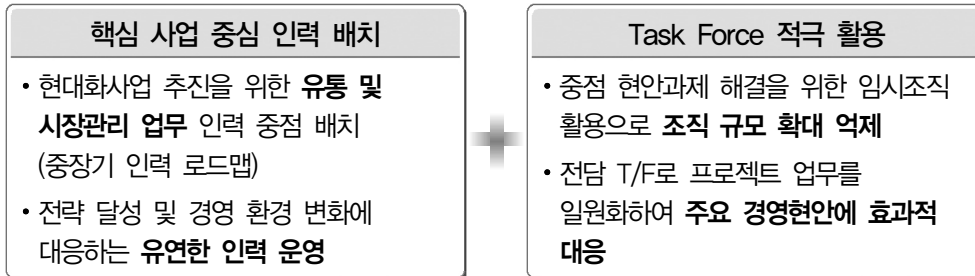 핵심 사업 중심 인력 배치
• 현대화사업 추진을 위한 유통 및
시장관리 업무 인력 중점 배치
(중장기 인력 로드맵)
• 전략 달성 및 경영 환경 변화에
대응하는 유연한 인력 운영
+
Task Force 적극 활용
• 중점 현안과제 해결을 위한 임시조직
활용으로 조직 규모 확대 억제
• 전담 T/F로 프로젝트 업무를
일원화하여 주요 경영현안에 효과적
대응